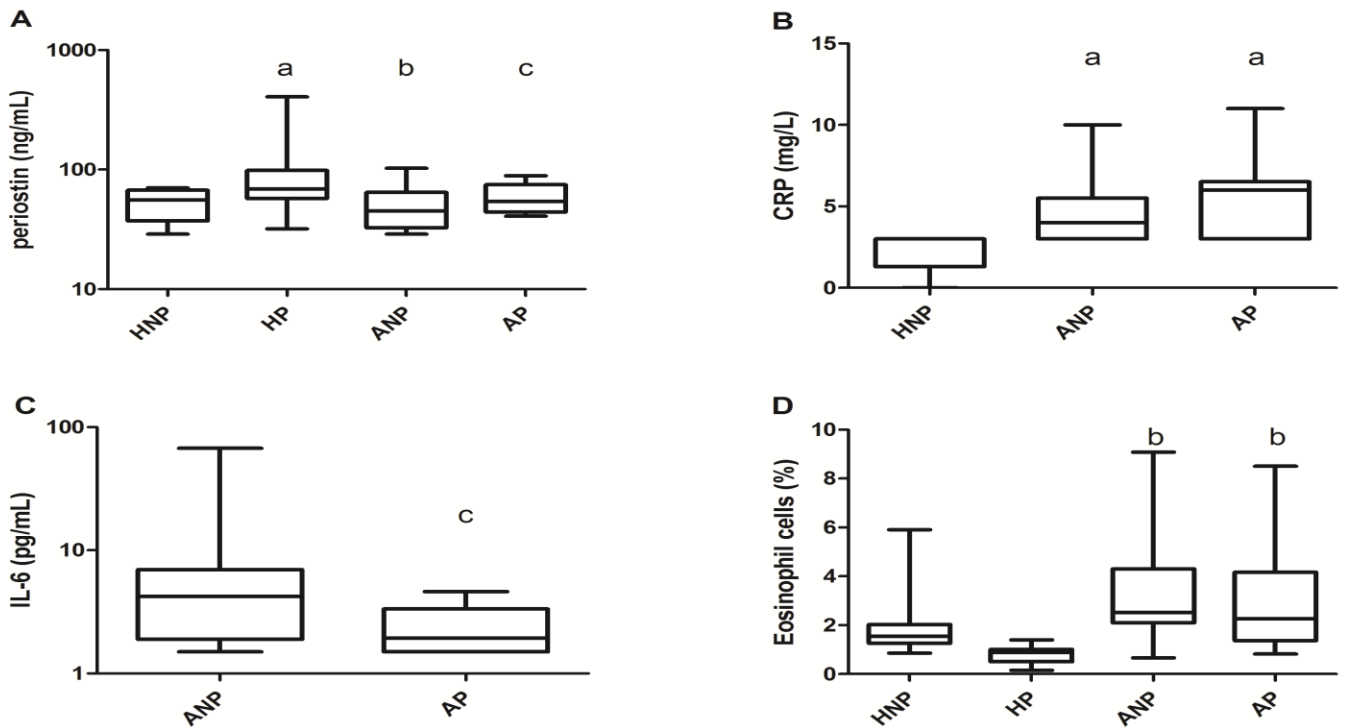 A
periostin (ng/mL)
1000
100
10
a
b
c
HNP
HP
ANP
AP
B
CRP (mg/L)
15
10
5
0
a
a
HNP
ANP
AP
C
IL-6 (pg/mL)
100
10
1
c
ANP
AP
D
Eosinophil cells (%)
10
8
6
4
2
0
b
b
HNP
HP
ANP
AP